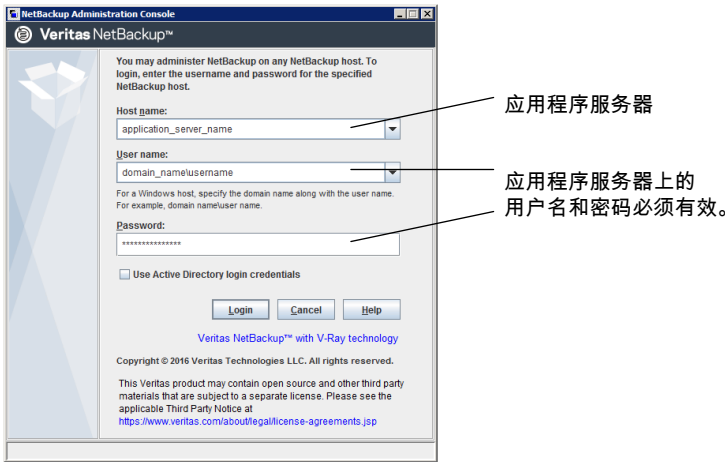 NetBackup Administration Console
Veritas NetBackup™
You may administer NetBackup on any NetBackup host. To
login, enter the username and password for the specified
NetBackup host.
Host name:
application_server_name
User name:
domain_name\username
For a Windows host, specify the domain name along with the user name.
For example, domain name\user name.
Password:
**************
Use Active Directory login credentials
Login Cancel Help
Veritas NetBackup™ with V-Ray technology
Copyright © 2016 Veritas Technologies LLC. All rights reserved.
This Veritas product may contain open source and other third party
materials that are subject to a separate license. Please see the
applicable Third Party Notice at
https://www.veritas.com/about/legal/license-agreements.jsp
应用程序服务器
应用程序服务器上的
用户名和密码必须有效。